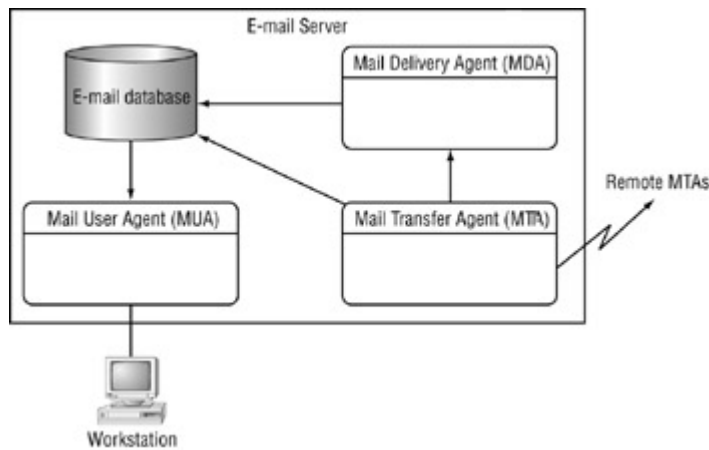 E-mail Server
Mail Delivery Agent (MDA)
E-mail database
Remote MTAs
Mail User Agent (MUA)
Mail Transfer Agent (MTA)
Workstation